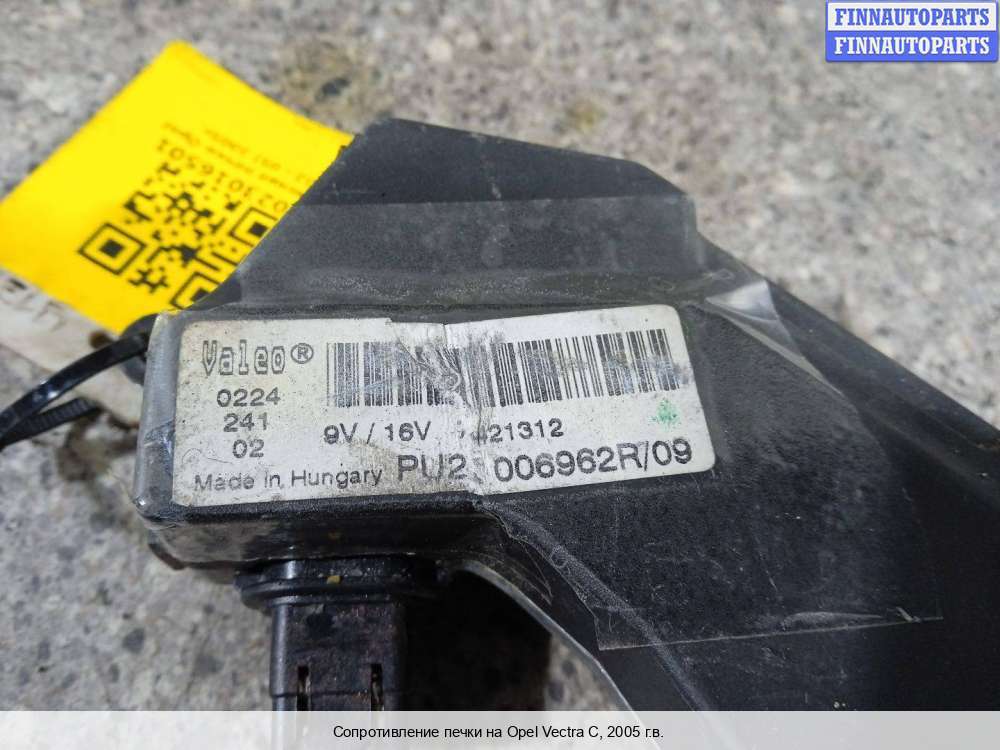 FINNAUTOPARTS
FINNAUTOPARTS
Valeo®
0224
241
02
9V / 16V
21312
Made in Hungary PU2 006962R/09
Сопротивление печки на Opel Vectra C, 2005 г.в.